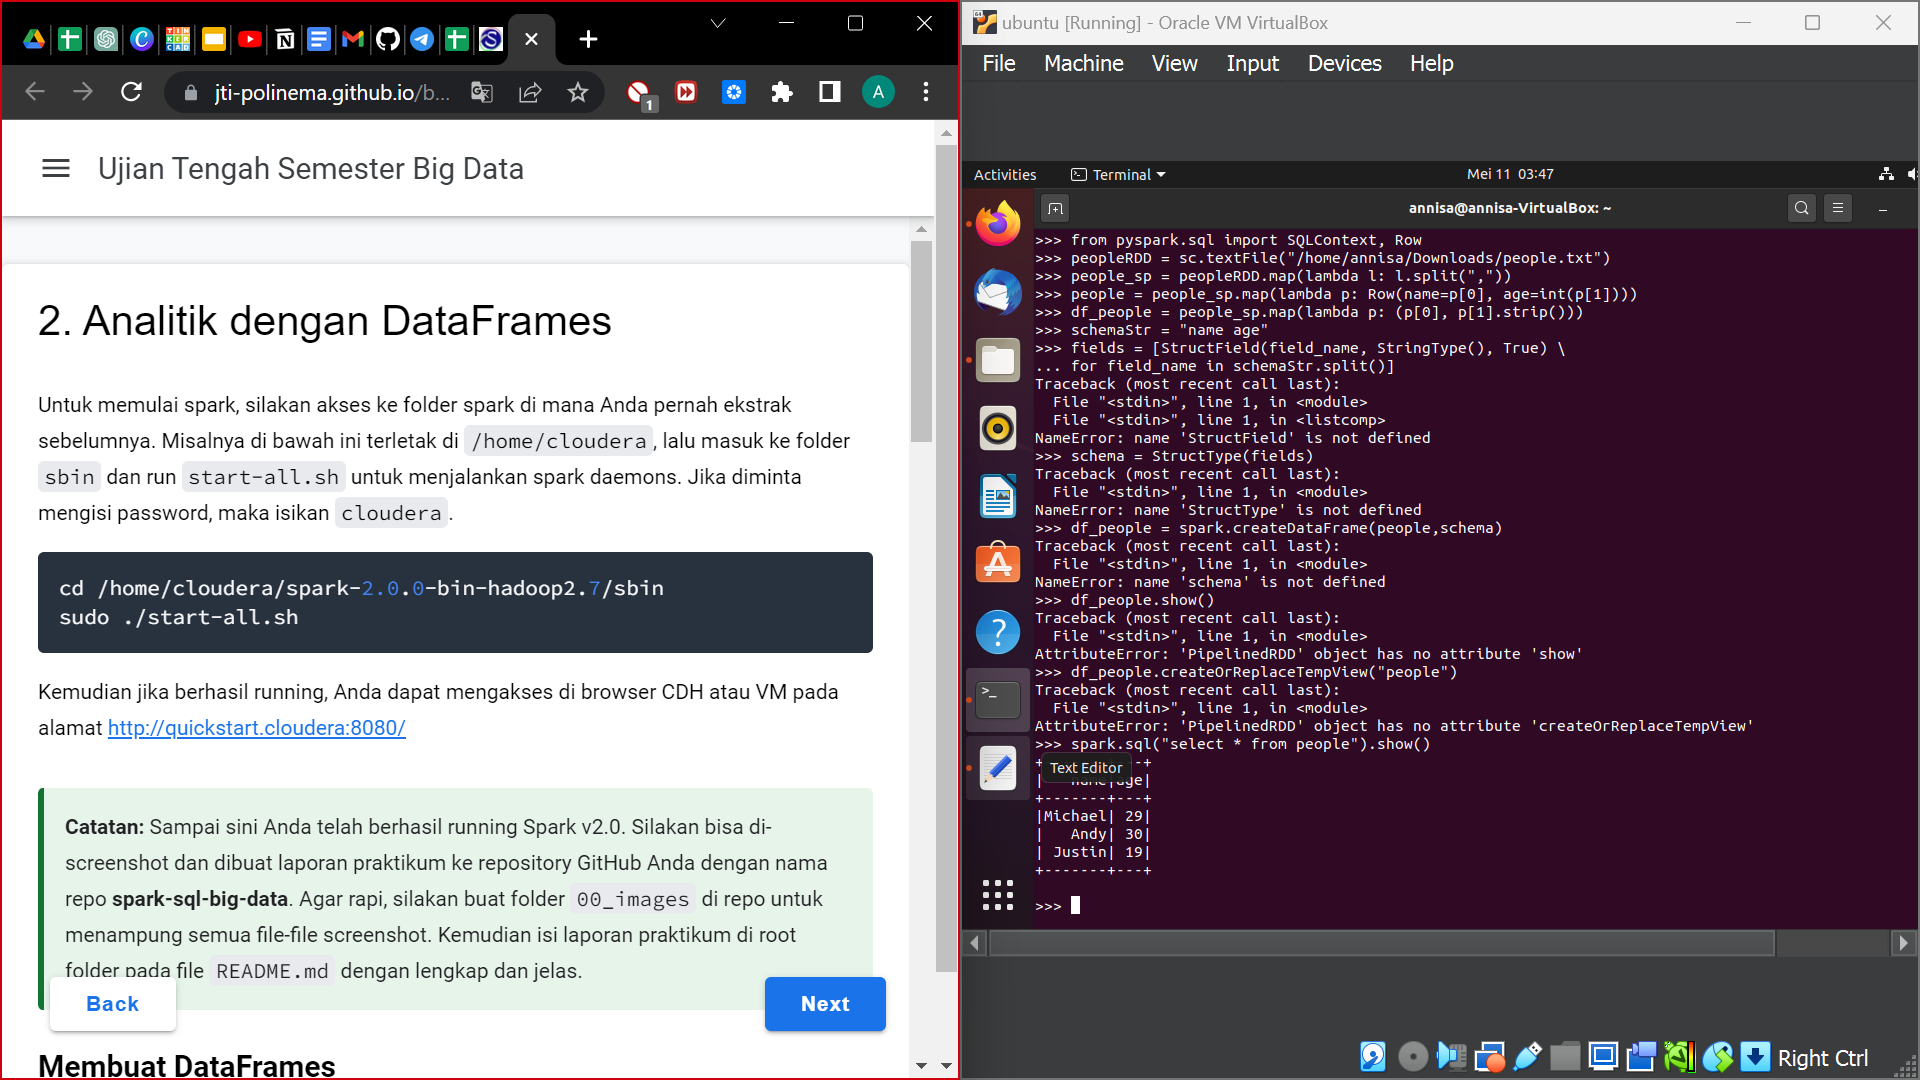 1
A
jti-polinema.github.io/b...
Ujian Tengah Semester Big Data
2. Analitik dengan DataFrames
Untuk memulai spark, silakan akses ke folder spark di mana Anda pernah ekstrak
sebelumnya. Misalnya di bawah ini terletak di /home/cloudera, lalu masuk ke folder
sbin dan run start-all.sh untuk menjalankan spark daemons. Jika diminta
mengisi password, maka isikan cloudera.
cd /home/cloudera/spark-2.0.0-bin-hadoop2.7/sbin
sudo ./start-all.sh
Kemudian jika berhasil running, Anda dapat mengakses di browser CDH atau VM pada
alamat http://quickstart.cloudera:8080/
Catatan: Sampai sini Anda telah berhasil running Spark v2.0. Silakan bisa di-
screenshot dan dibuat laporan praktikum ke repository GitHub Anda dengan nama
repo spark-sql-big-data. Agar rapi, silakan buat folder 00_images di repo untuk
menampung semua file-file screenshot. Kemudian isi laporan praktikum di root
folder pada file README.md dengan lengkap dan jelas.
Back
Next
Membuat DataFrames
ubuntu [Running] - Oracle VM VirtualBox
File Machine View Input Devices Help
Activities Terminal Mei 11 03:47
annisa@annisa-VirtualBox: ~
>>> from pyspark.sql import SQLContext, Row
>>> peopleRDD = sc.textFile("/home/annisa/Downloads/people.txt")
>>> people_sp = peopleRDD.map(lambda l: l.split(","))
>>> people = people_sp.map(lambda p: Row(name=p[0], age=int(p[1])))
>>> df_people = people_sp.map(lambda p: (p[0], p[1].strip()))
>>> schemaStr = "name age"
>>> fields = [StructField(field_name, StringType(), True) \
... for field_name in schemaStr.split()]
Traceback (most recent call last):
  File "<stdin>", line 1, in <module>
  File "<stdin>", line 1, in <listcomp>
NameError: name 'StructField' is not defined
>>> schema = StructType(fields)
Traceback (most recent call last):
  File "<stdin>", line 1, in <module>
NameError: name 'StructType' is not defined
>>> df_people = spark.createDataFrame(people,schema)
Traceback (most recent call last):
  File "<stdin>", line 1, in <module>
NameError: name 'schema' is not defined
>>> df_people.show()
Traceback (most recent call last):
  File "<stdin>", line 1, in <module>
AttributeError: 'PipelinedRDD' object has no attribute 'show'
>>> df_people.createOrReplaceTempView("people")
Traceback (most recent call last):
  File "<stdin>", line 1, in <module>
AttributeError: 'PipelinedRDD' object has no attribute 'createOrReplaceTempView'
>>> spark.sql("select * from people").show()
Text Editor
+-------+---+
|Michael| 29|
|   Andy| 30|
| Justin| 19|
+-------+---+
>>>
Right Ctrl